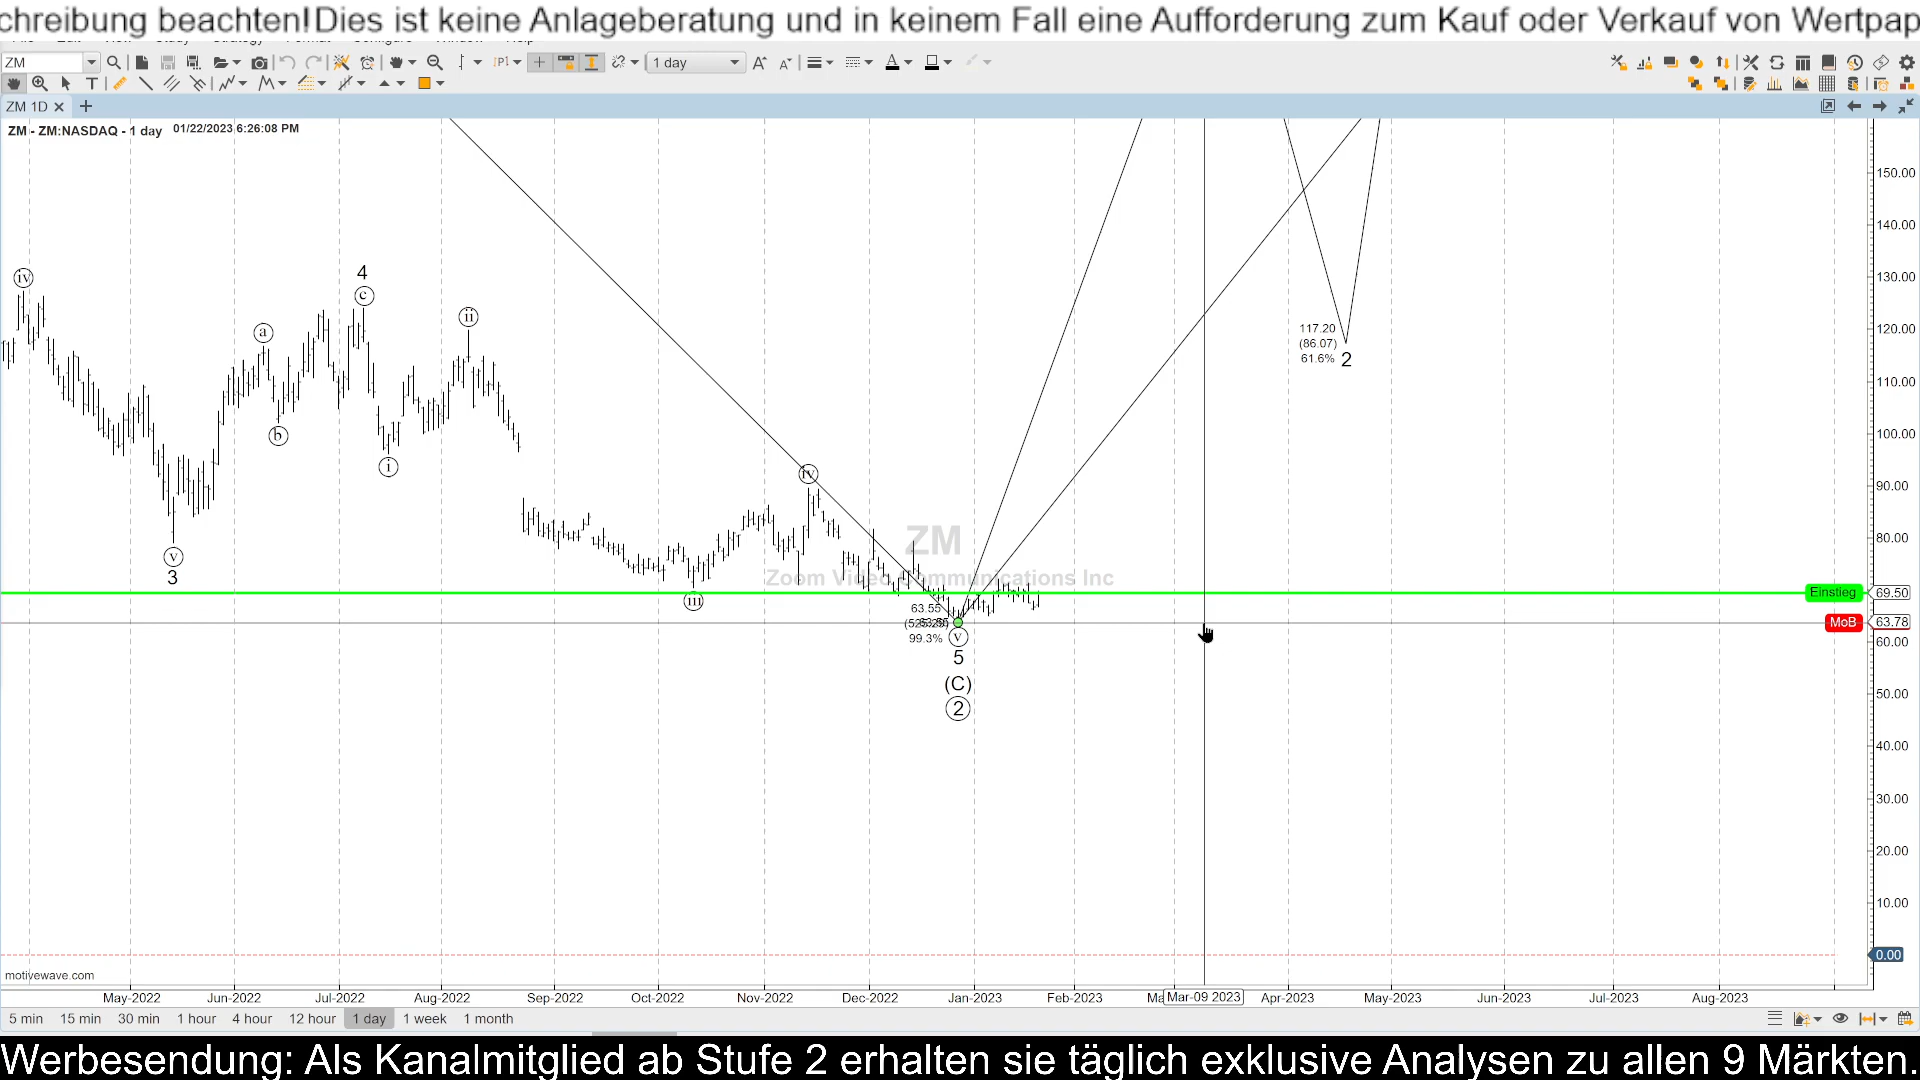 chreibung beachten!Dies ist keine Anlageberatung und in keinem Fall eine Aufforderung zum Kauf oder Verkauf von Wertpap
ZM
1 day
ZM 1D
ZM - ZM:NASDAQ - 1 day 01/22/2023 6:26:08 PM
150.00
140.00
130.00
120.00
110.00
100.00
90.00
80.00
60.00
50.00
40.00
30.00
20.00
10.00
0.00
iv
4
c
a
ii
b
i
v
3
iv
iii
117.20
(86.07)
61.6% 2
ZM
Zoom Video Communications Inc
Einstieg 69.50
63.55
99.3%
MoB 63.78
v
5
(C)
2
motivewave.com
May-2022 Jun-2022 Jul-2022 Aug-2022 Sep-2022 Oct-2022 Nov-2022 Dec-2022 Jan-2023 Feb-2023 Mar-09 2023 Apr-2023 May-2023 Jun-2023 Jul-2023 Aug-2023
5 min 15 min 30 min 1 hour 4 hour 12 hour 1 day 1 week 1 month
Werbesendung: Als Kanalmitglied ab Stufe 2 erhalten sie täglich exklusive Analysen zu allen 9 Märkten.